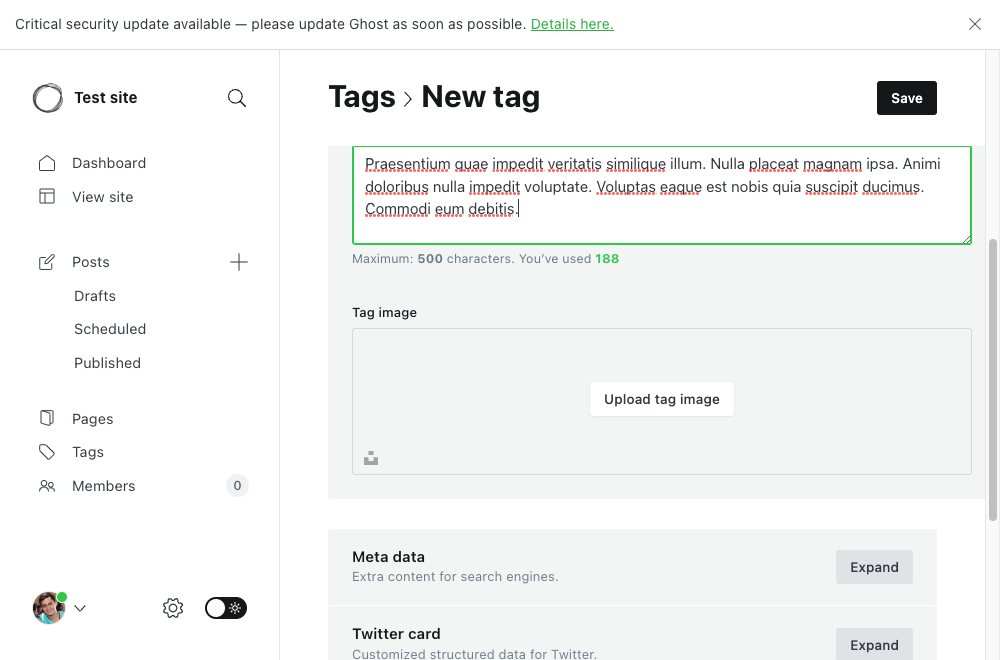 Critical security update available — please update Ghost as soon as possible. Details here.
Test site
Dashboard
View site
Posts
Drafts
Scheduled
Published
Pages
Tags
Members 0
Tags › New tag
Save
Praesentium quae impedit veritatis similique illum. Nulla placeat magnam ipsa. Animi
doloribus nulla impedit voluptate. Voluptas eaque est nobis quia suscipit ducimus.
Commodi eum debitis.
Maximum: 500 characters. You've used 188
Tag image
Upload tag image
Meta data
Extra content for search engines.
Expand
Twitter card
Customized structured data for Twitter.
Expand